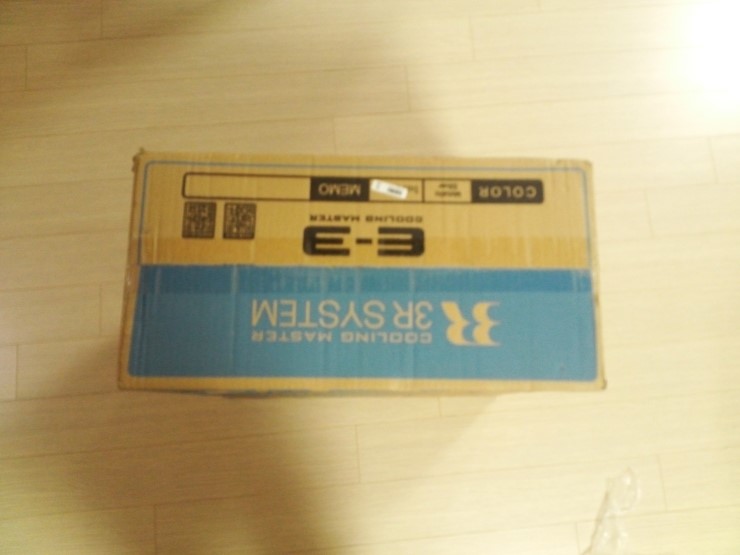 3R SYSTEM
COOLING MASTER
E-3
COOLING MASTER
COLOR
MEMO